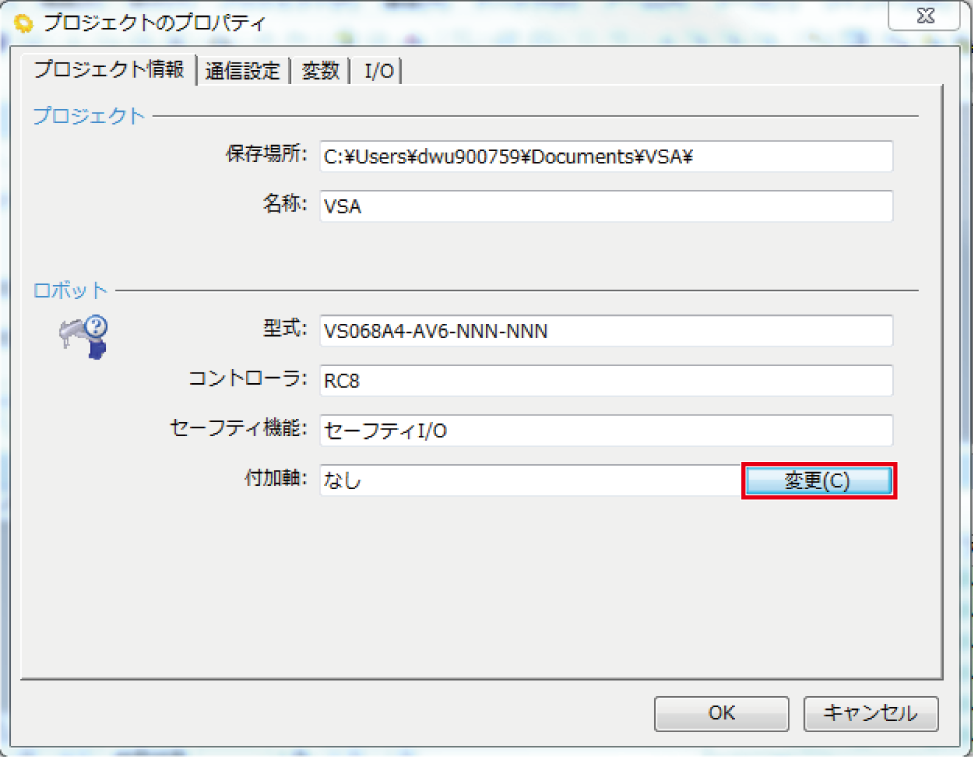 プロジェクトのプロパティ
プロジェクト情報 通信設定 変数 I/O
プロジェクト
保存場所: C:¥Users¥dwu900759¥Documents¥VSA¥
名称: VSA
ロボット
?
型式: VS068A4-AV6-NNN-NNN
コントローラ: RC8
セーフティ機能: セーフティI/O
付加軸: なし 変更(C)
OK キャンセル